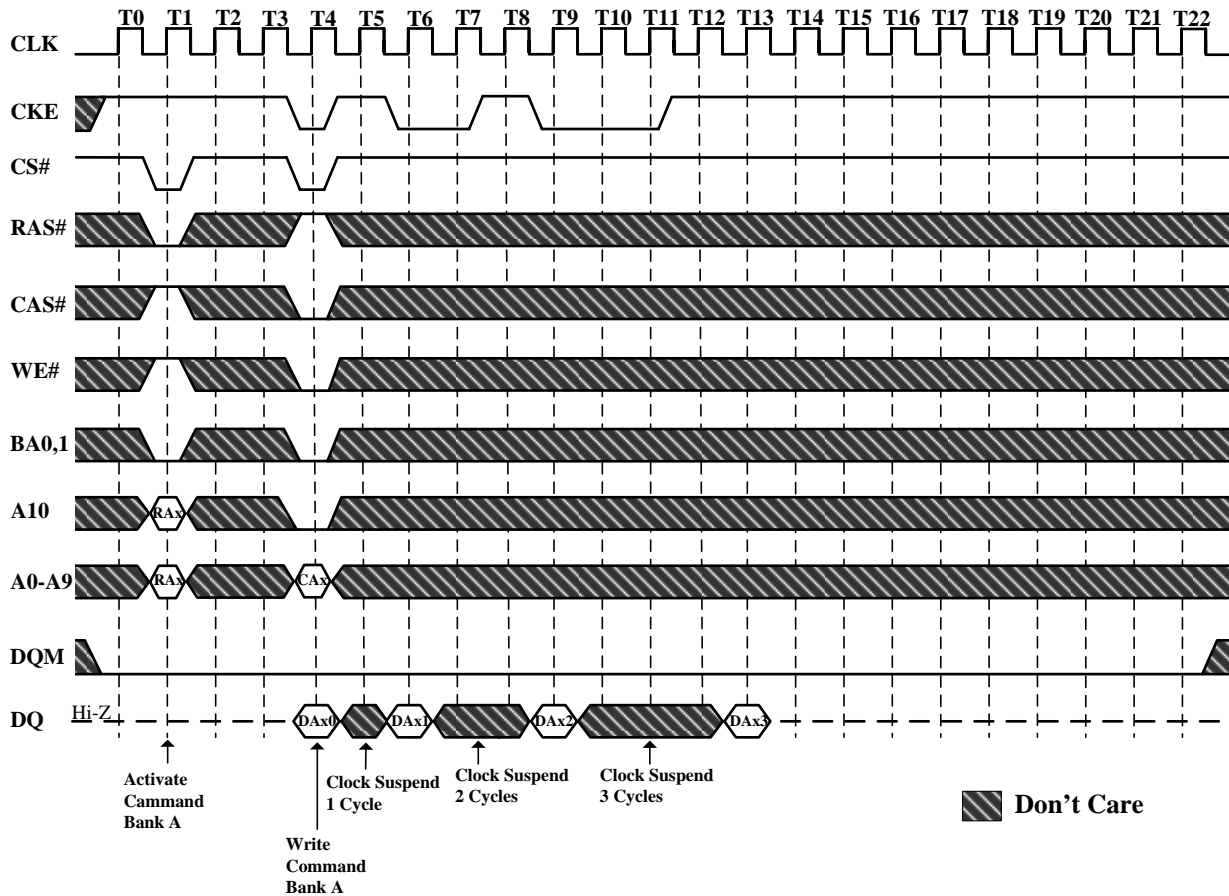 T0 T1 T2 T3 T4 T5 T6 T7 T8 T9 T10 T11 T12 T13 T14 T15 T16 T17 T18 T19 T20 T21 T22
CLK
CKE
CS#
RAS#
CAS#
WE#
BA0,1
A10
RAx
A0-A9
RAx
CAx
DQM
DQ
Hi-Z
DAx0
DAx1
DAx2
DAx3
Activate
Cammand
Bank A
Write
Command
Bank A
Clock Suspend
1 Cycle
Clock Suspend
2 Cycles
Clock Suspend
3 Cycles
Don't Care